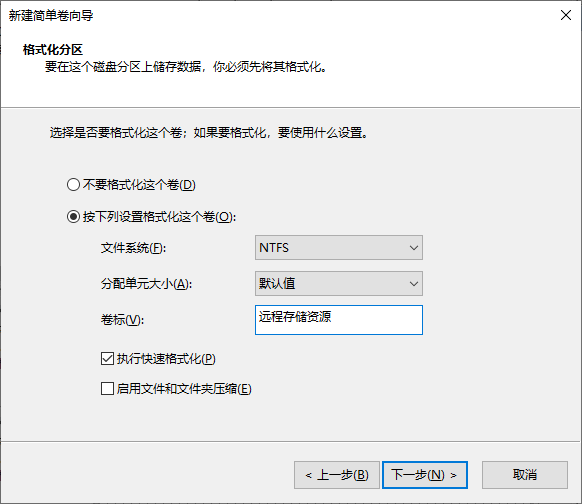 新建简单卷向导
格式化分区
要在这个磁盘分区上储存数据，你必须先将其格式化。
选择是否要格式化这个卷；如果要格式化，要使用什么设置。
不要格式化这个卷(D)
按下列设置格式化这个卷(O):
文件系统(F): NTFS
分配单元大小(A): 默认值
卷标(V): 远程存储资源
执行快速格式化(P)
启用文件和文件夹压缩(E)
< 上一步(B) 下一步(N) > 取消